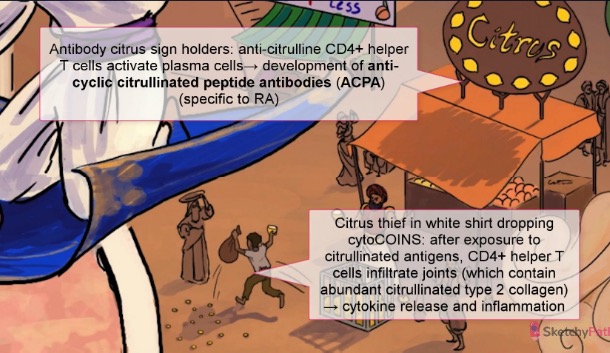 less
Citrus
Antibody citrus sign holders: anti-citrulline CD4+ helper
T cells activate plasma cells→ development of anti-
cyclic citrullinated peptide antibodies (ACPA)
(specific to RA)
Citrus thief in white shirt dropping
cytoCOINS: after exposure to
citrullinated antigens, CD4+ helper T
cells infiltrate joints (which contain
abundant citrullinated type 2 collagen)
→ cytokine release and inflammation
SketchyPath